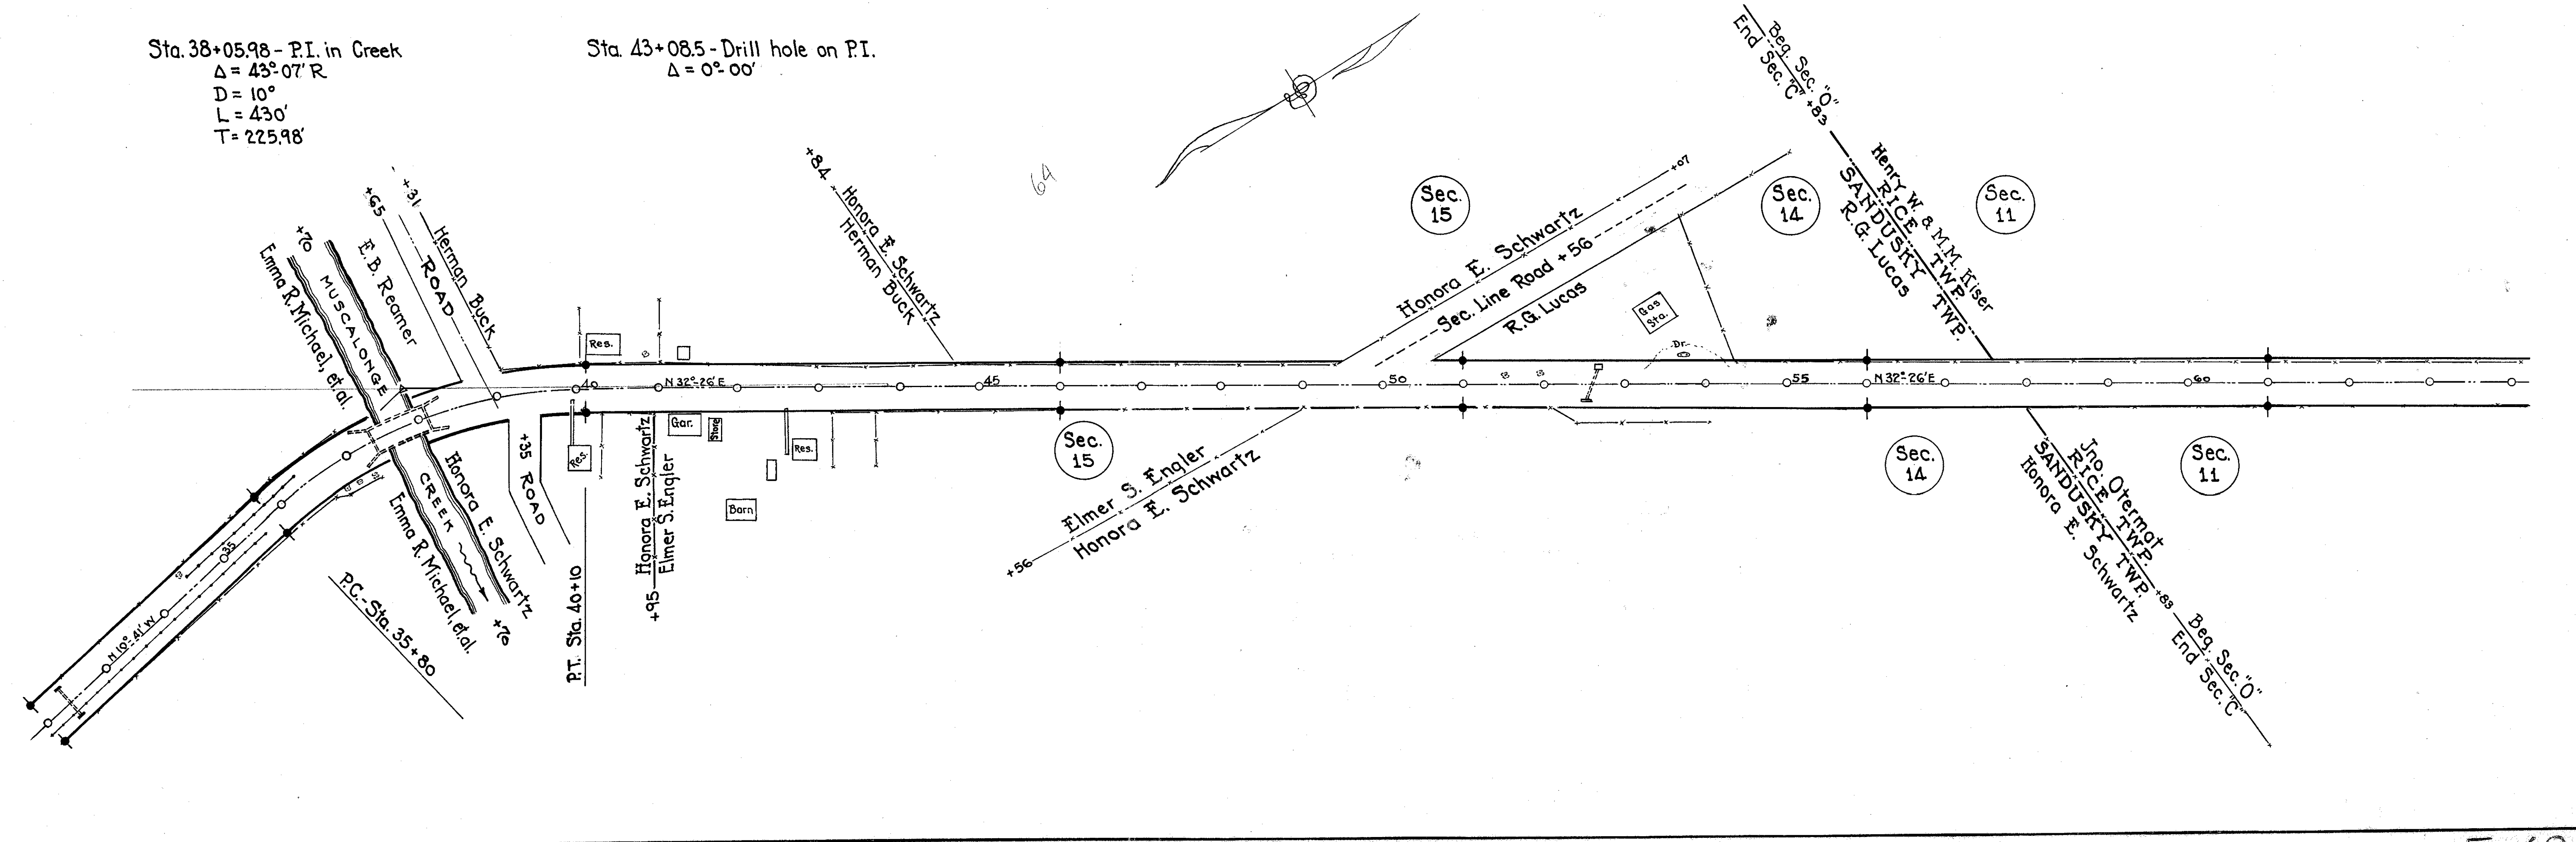 Sta. 38+05.98 - P.I. in Creek
Δ = 43°-07' R
D = 10°
L = 430'
T = 225.98'
Sta. 43+08.5 - Drill hole on P.I.
Δ = 0°-00'
64
+70
Emma R. Michael, et al.
MUSCALONGE
E. B. Reamer
+65
ROAD
+31
Herman Buck
+84
Honora E. Schwartz
Herman Buck
Sec.
15
Honora E. Schwartz
+07
Sec. Line Road +56
R.G. Lucas
Gas
Sta.
Dr.
Sec.
14
Beg. Sec. "O"
End Sec. "C"
+83
Henry W. & M.M. Kiser
RICE TWP.
SANDUSKY TWP.
R.G. Lucas
Sec.
11
Res.
40
N 32°-26' E
45
50
55
N 32°-26' E
60
35
N 10°-41' W
P.C. - Sta. 35+80
CREEK
Emma R. Michael, et.al.
Honora E. Schwartz
+70
+35 ROAD
P.T. Sta. 40+10
Res.
+95
Honora E. Schwartz
Elmer S. Engler
Gar.
Store
Res.
Barn
Sec.
15
+56
Elmer S. Engler
Honora E. Schwartz
Sec.
14
Jno. Otermat
RICE TWP.
SANDUSKY TWP.
Honora E. Schwartz
+83
Beg. Sec. "O"
End Sec. "C"
Sec.
11